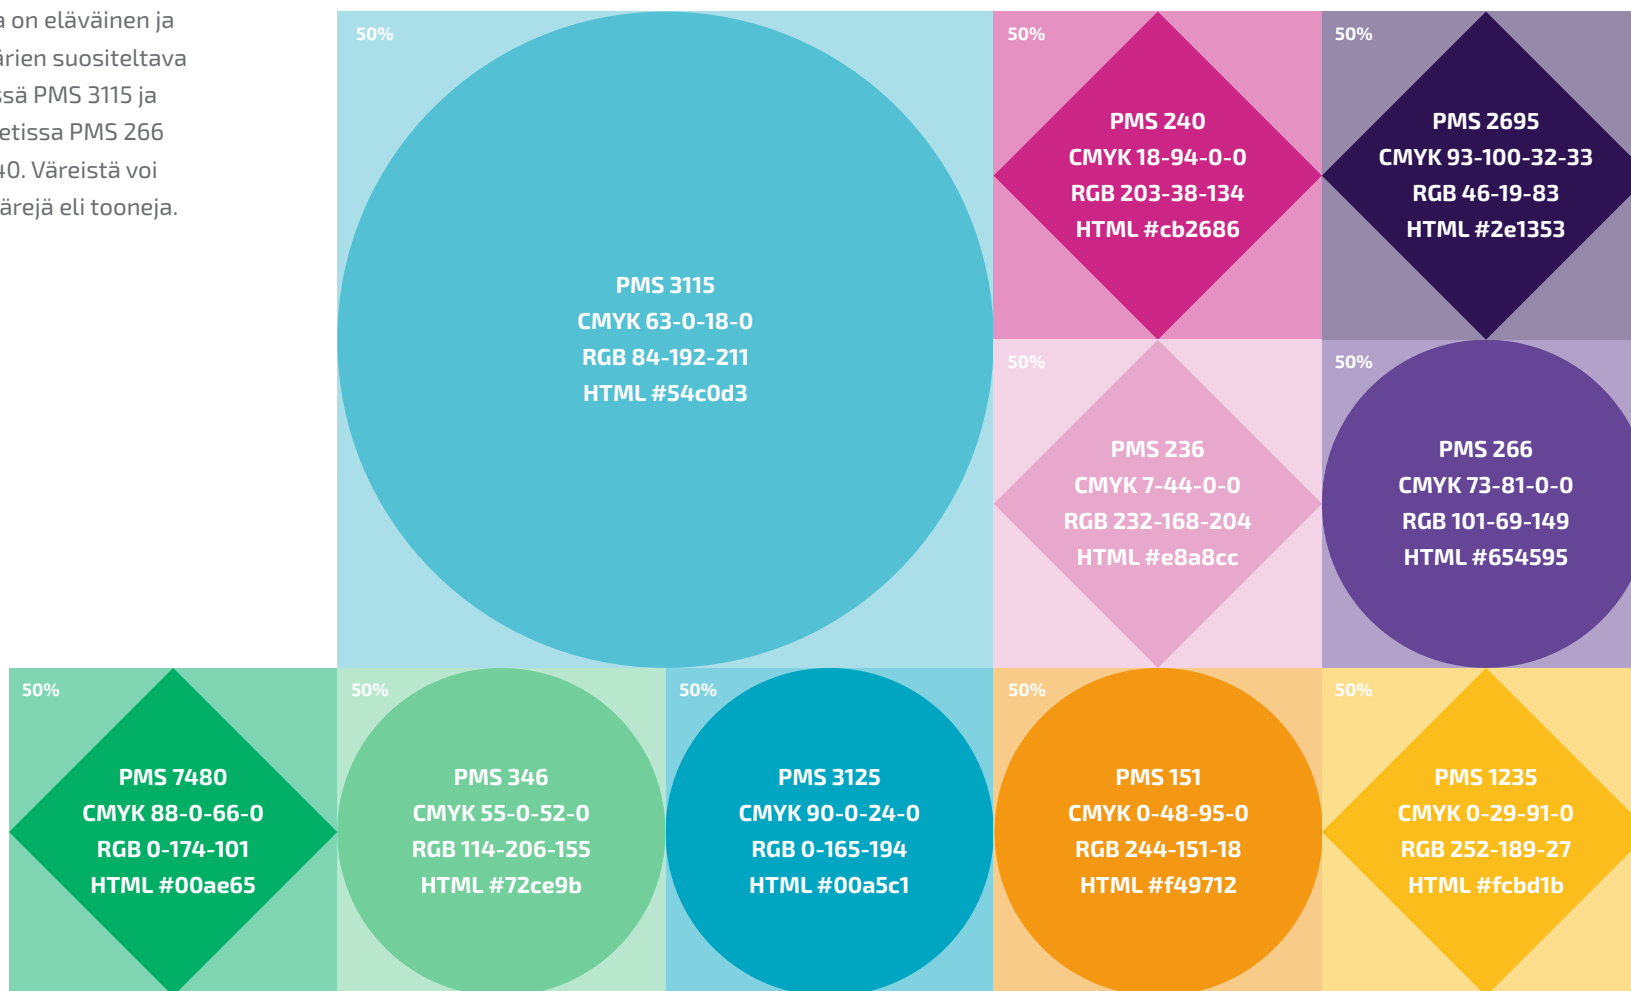 a on eläväinen ja
ärien suositeltava
ssä PMS 3115 ja
etissa PMS 266
40. Väreistä voi
ärejä eli tooneja.
50%
PMS 3115
CMYK 63-0-18-0
RGB 84-192-211
HTML #54c0d3
50%
PMS 240
CMYK 18-94-0-0
RGB 203-38-134
HTML #cb2686
50%
PMS 2695
CMYK 93-100-32-33
RGB 46-19-83
HTML #2e1353
50%
PMS 236
CMYK 7-44-0-0
RGB 232-168-204
HTML #e8a8cc
50%
PMS 266
CMYK 73-81-0-0
RGB 101-69-149
HTML #654595
50%
PMS 7480
CMYK 88-0-66-0
RGB 0-174-101
HTML #00ae65
50%
PMS 346
CMYK 55-0-52-0
RGB 114-206-155
HTML #72ce9b
50%
PMS 3125
CMYK 90-0-24-0
RGB 0-165-194
HTML #00a5c1
50%
PMS 151
CMYK 0-48-95-0
RGB 244-151-18
HTML #f49712
50%
PMS 1235
CMYK 0-29-91-0
RGB 252-189-27
HTML #fcbd1b